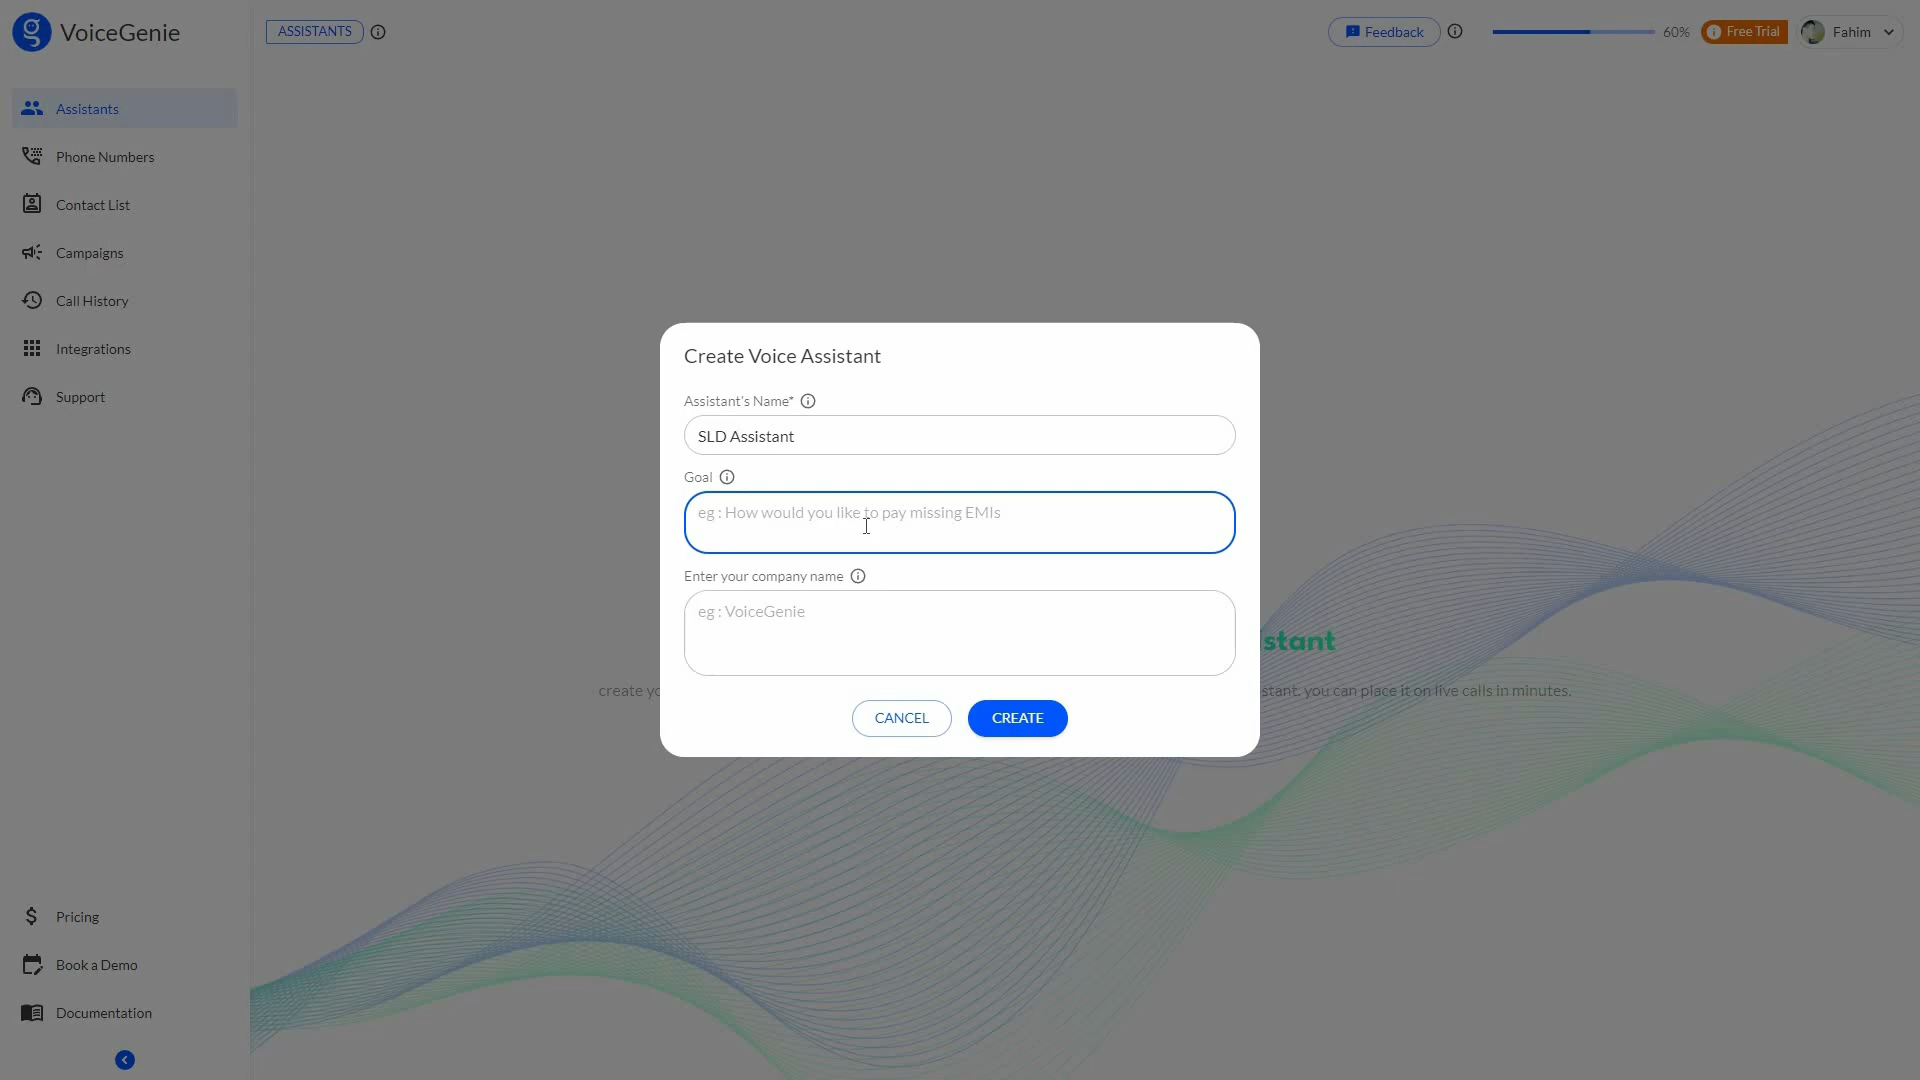 VoiceGenie
ASSISTANTS
Feedback
60%
Free Trial
Fahim
Assistants
Phone Numbers
Contact List
Campaigns
Call History
Integrations
Support
Create Voice Assistant
Assistant's Name*
SLD Assistant
Goal
eg : How would you like to pay missing EMIs
Enter your company name
eg : VoiceGenie
stant
create yo
stant, you can place it on live calls in minutes.
CANCEL
CREATE
Pricing
Book a Demo
Documentation